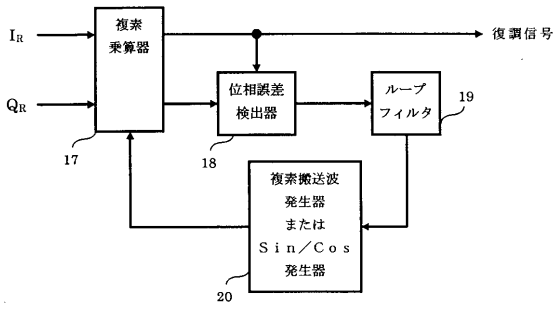 I_R
Q_R
複素
乗算器
17
復調信号
位相誤差
検出器
18
ループ
フィルタ
19
複素搬送波
発生器
または
Ｓｉｎ／Ｃｏｓ
発生器
20